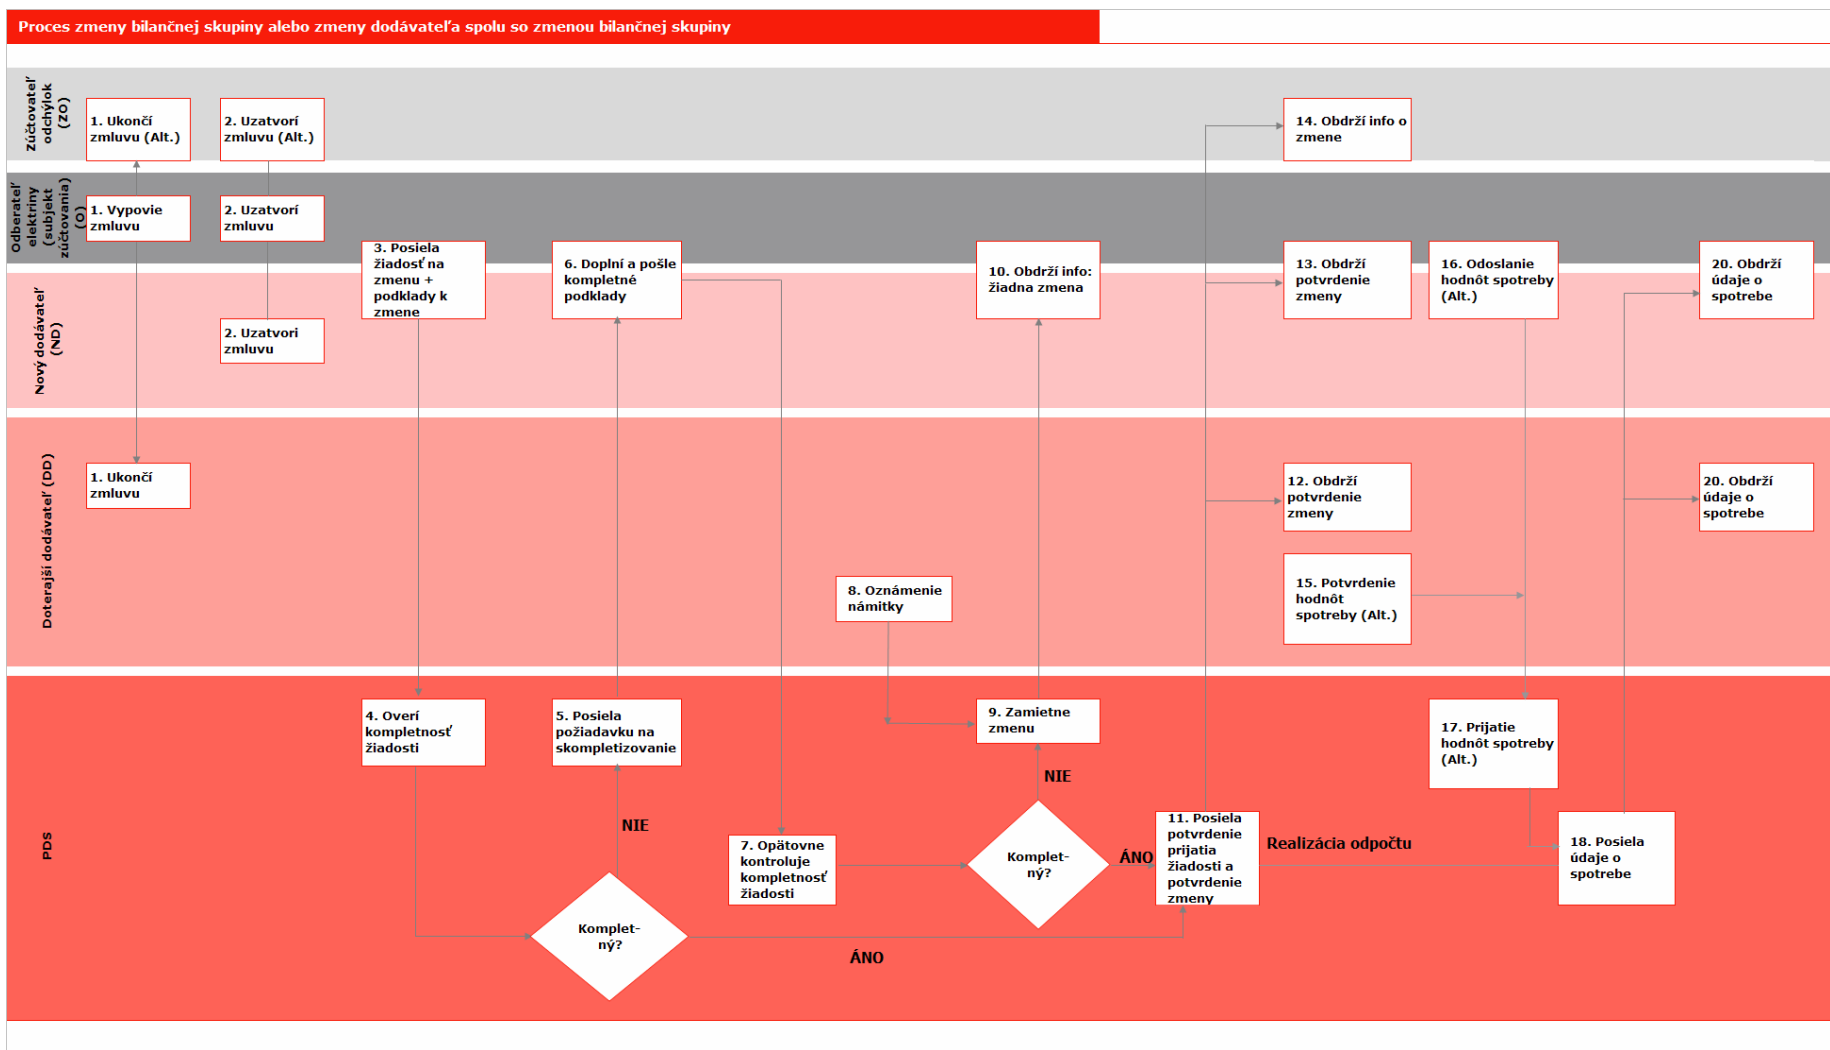 Proces zmeny bilančnej skupiny alebo zmeny dodávateľa spolu so zmenou bilančnej skupiny
Zúčtovateľ
odchýlok
(ZO)
1. Ukončí
zmluvu (Alt.)
2. Uzatvorí
zmluvu (Alt.)
14. Obdrží info o
zmene
Odberateľ
elektriny
(subjekt
zúčtovania)
(O)
1. Vypovie
zmluvu
2. Uzatvorí
zmluvu
3. Posiela
žiadosť na
zmenu +
podklady k
zmene
6. Doplní a pošle
kompletné
podklady
10. Obdrží info:
žiadna zmena
13. Obdrží
potvrdenie
zmeny
16. Odoslanie
hodnôt spotreby
(Alt.)
20. Obdrží
údaje o
spotrebe
Nový dodávateľ
(ND)
2. Uzatvori
zmluvu
Doterajší dodávateľ (DD)
1. Ukončí
zmluvu
8. Oznámenie
námitky
12. Obdrží
potvrdenie
zmeny
15. Potvrdenie
hodnôt
spotreby (Alt.)
20. Obdrží
údaje o
spotrebe
PDS
4. Overí
kompletnosť
žiadosti
5. Posiela
požiadavku na
skompletizovanie
9. Zamietne
zmenu
17. Prijatie
hodnôt spotreby
(Alt.)
NIE
NIE
7. Opätovne
kontroluje
kompletnosť
žiadosti
Komplet-
ný?
ÁNO
11. Posiela
potvrdenie
prijatia
žiadosti a
potvrdenie
zmeny
Realizácia odpočtu
18. Posiela
údaje o
spotrebe
Komplet-
ný?
ÁNO